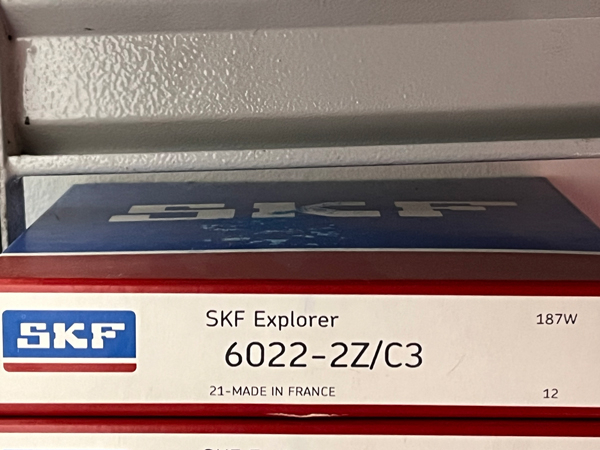 SKF
SKF
SKF Explorer
187W
6022-2Z/C3
21-MADE IN FRANCE
12